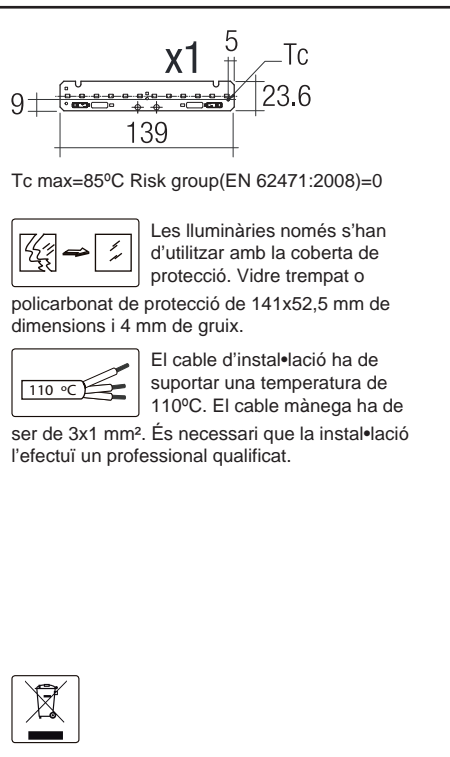 x1
5
Tc
9
23.6
139
Tc max=85ºC Risk group(EN 62471:2008)=0
Les lluminàries només s’han
d’utilitzar amb la coberta de
protecció. Vidre trempat o
policarbonat de protecció de 141x52,5 mm de
dimensions i 4 mm de gruix.
110 ºC
El cable d’instal•lació ha de
suportar una temperatura de
110ºC. El cable mànega ha de
ser de 3x1 mm². És necessari que la instal•lació
l’efectuï un professional qualificat.